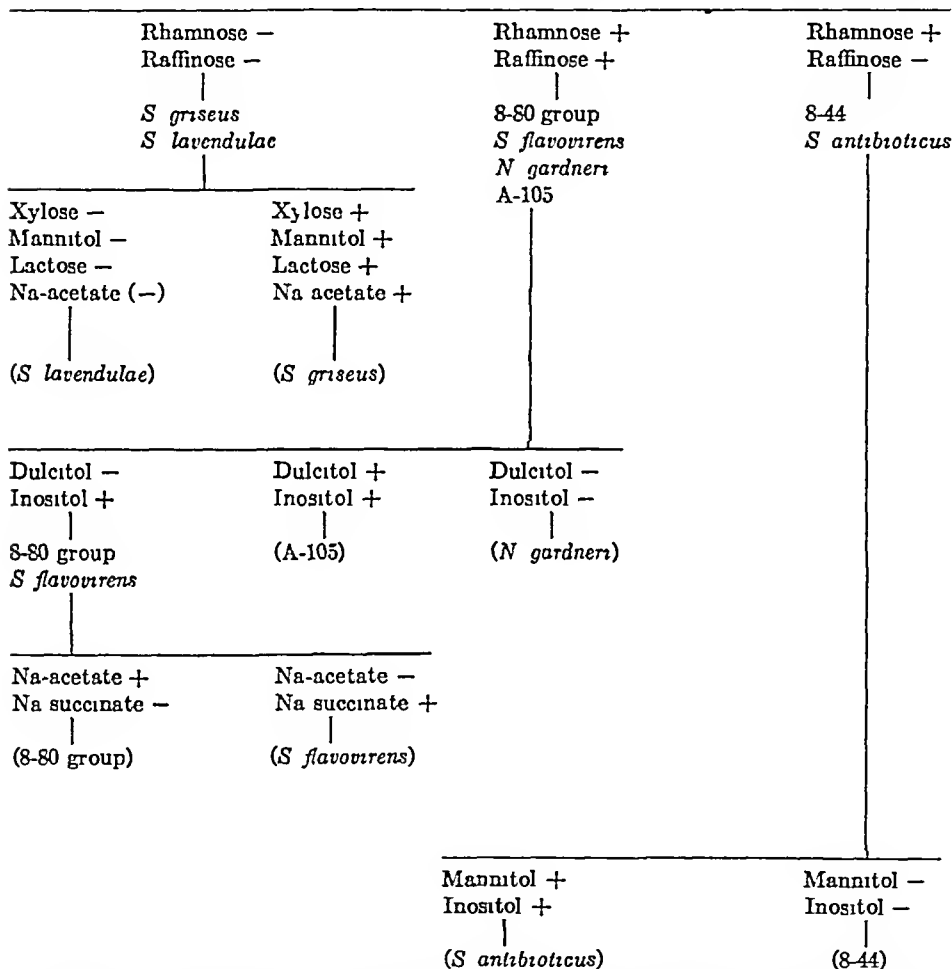 Rhamnose − Rhamnose + Rhamnose +
Raffinose − Raffinose + Raffinose −
S griseus 8-80 group 8-44
S lavendulae S flavovirens S antibioticus
N gardneri
A-105
Xylose − Xylose +
Mannitol − Mannitol +
Lactose − Lactose +
Na-acetate (−) Na acetate +
(S lavendulae) (S griseus)
Dulcitol − Dulcitol + Dulcitol −
Inositol + Inositol + Inositol −
8-80 group (A-105) (N gardneri)
S flavovirens
Na-acetate + Na-acetate −
Na succinate − Na succinate +
(8-80 group) (S flavovirens)
Mannitol + Mannitol −
Inositol + Inositol −
(S antibioticus) (8-44)